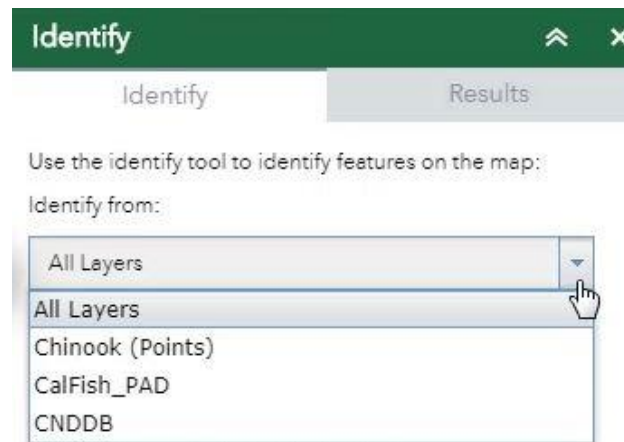 Identify
Identify Results
Use the identify tool to identify features on the map:
Identify from:
All Layers
All Layers
Chinook (Points)
CalFish_PAD
CNDDB